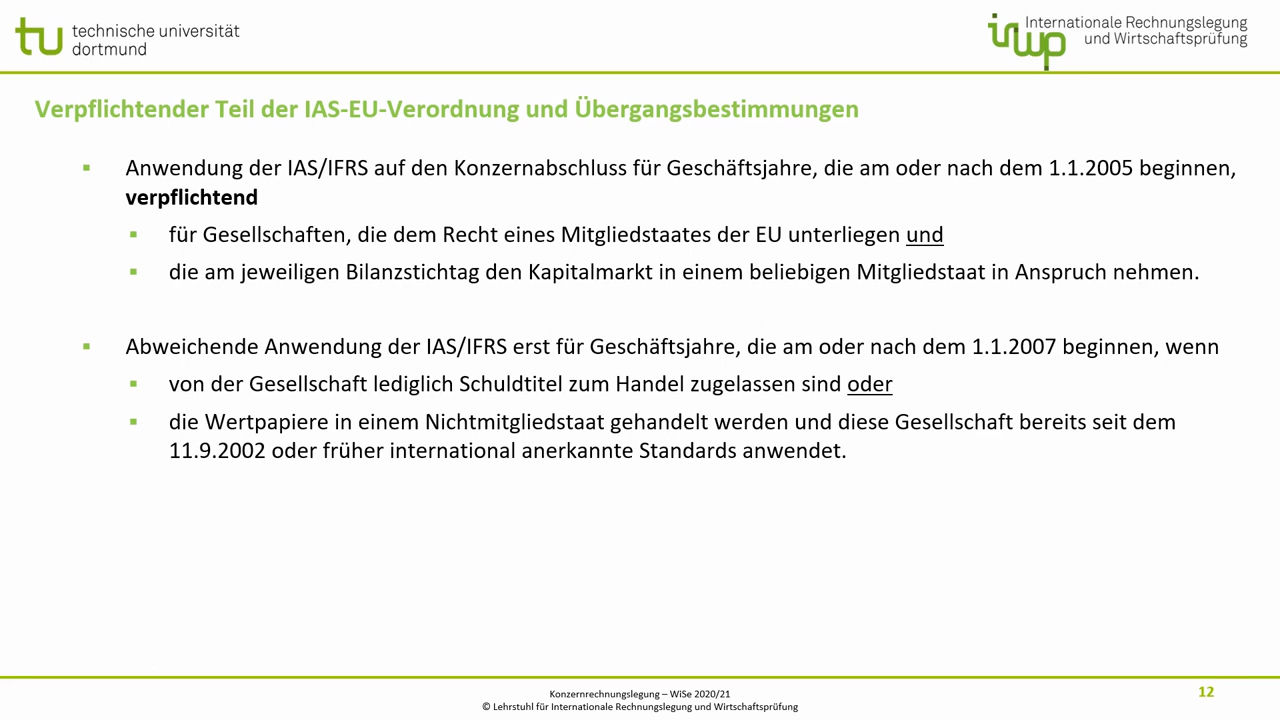 tu technische universität
dortmund
irwp Internationale Rechnungslegung
und Wirtschaftsprüfung
Verpflichtender Teil der IAS-EU-Verordnung und Übergangsbestimmungen
▪ Anwendung der IAS/IFRS auf den Konzernabschluss für Geschäftsjahre, die am oder nach dem 1.1.2005 beginnen,
verpflichtend
▪ für Gesellschaften, die dem Recht eines Mitgliedstaates der EU unterliegen und
▪ die am jeweiligen Bilanzstichtag den Kapitalmarkt in einem beliebigen Mitgliedstaat in Anspruch nehmen.
▪ Abweichende Anwendung der IAS/IFRS erst für Geschäftsjahre, die am oder nach dem 1.1.2007 beginnen, wenn
▪ von der Gesellschaft lediglich Schuldtitel zum Handel zugelassen sind oder
▪ die Wertpapiere in einem Nichtmitgliedstaat gehandelt werden und diese Gesellschaft bereits seit dem
11.9.2002 oder früher international anerkannte Standards anwendet.
Konzernrechnungslegung – WiSe 2020/21
© Lehrstuhl für Internationale Rechnungslegung und Wirtschaftsprüfung
12